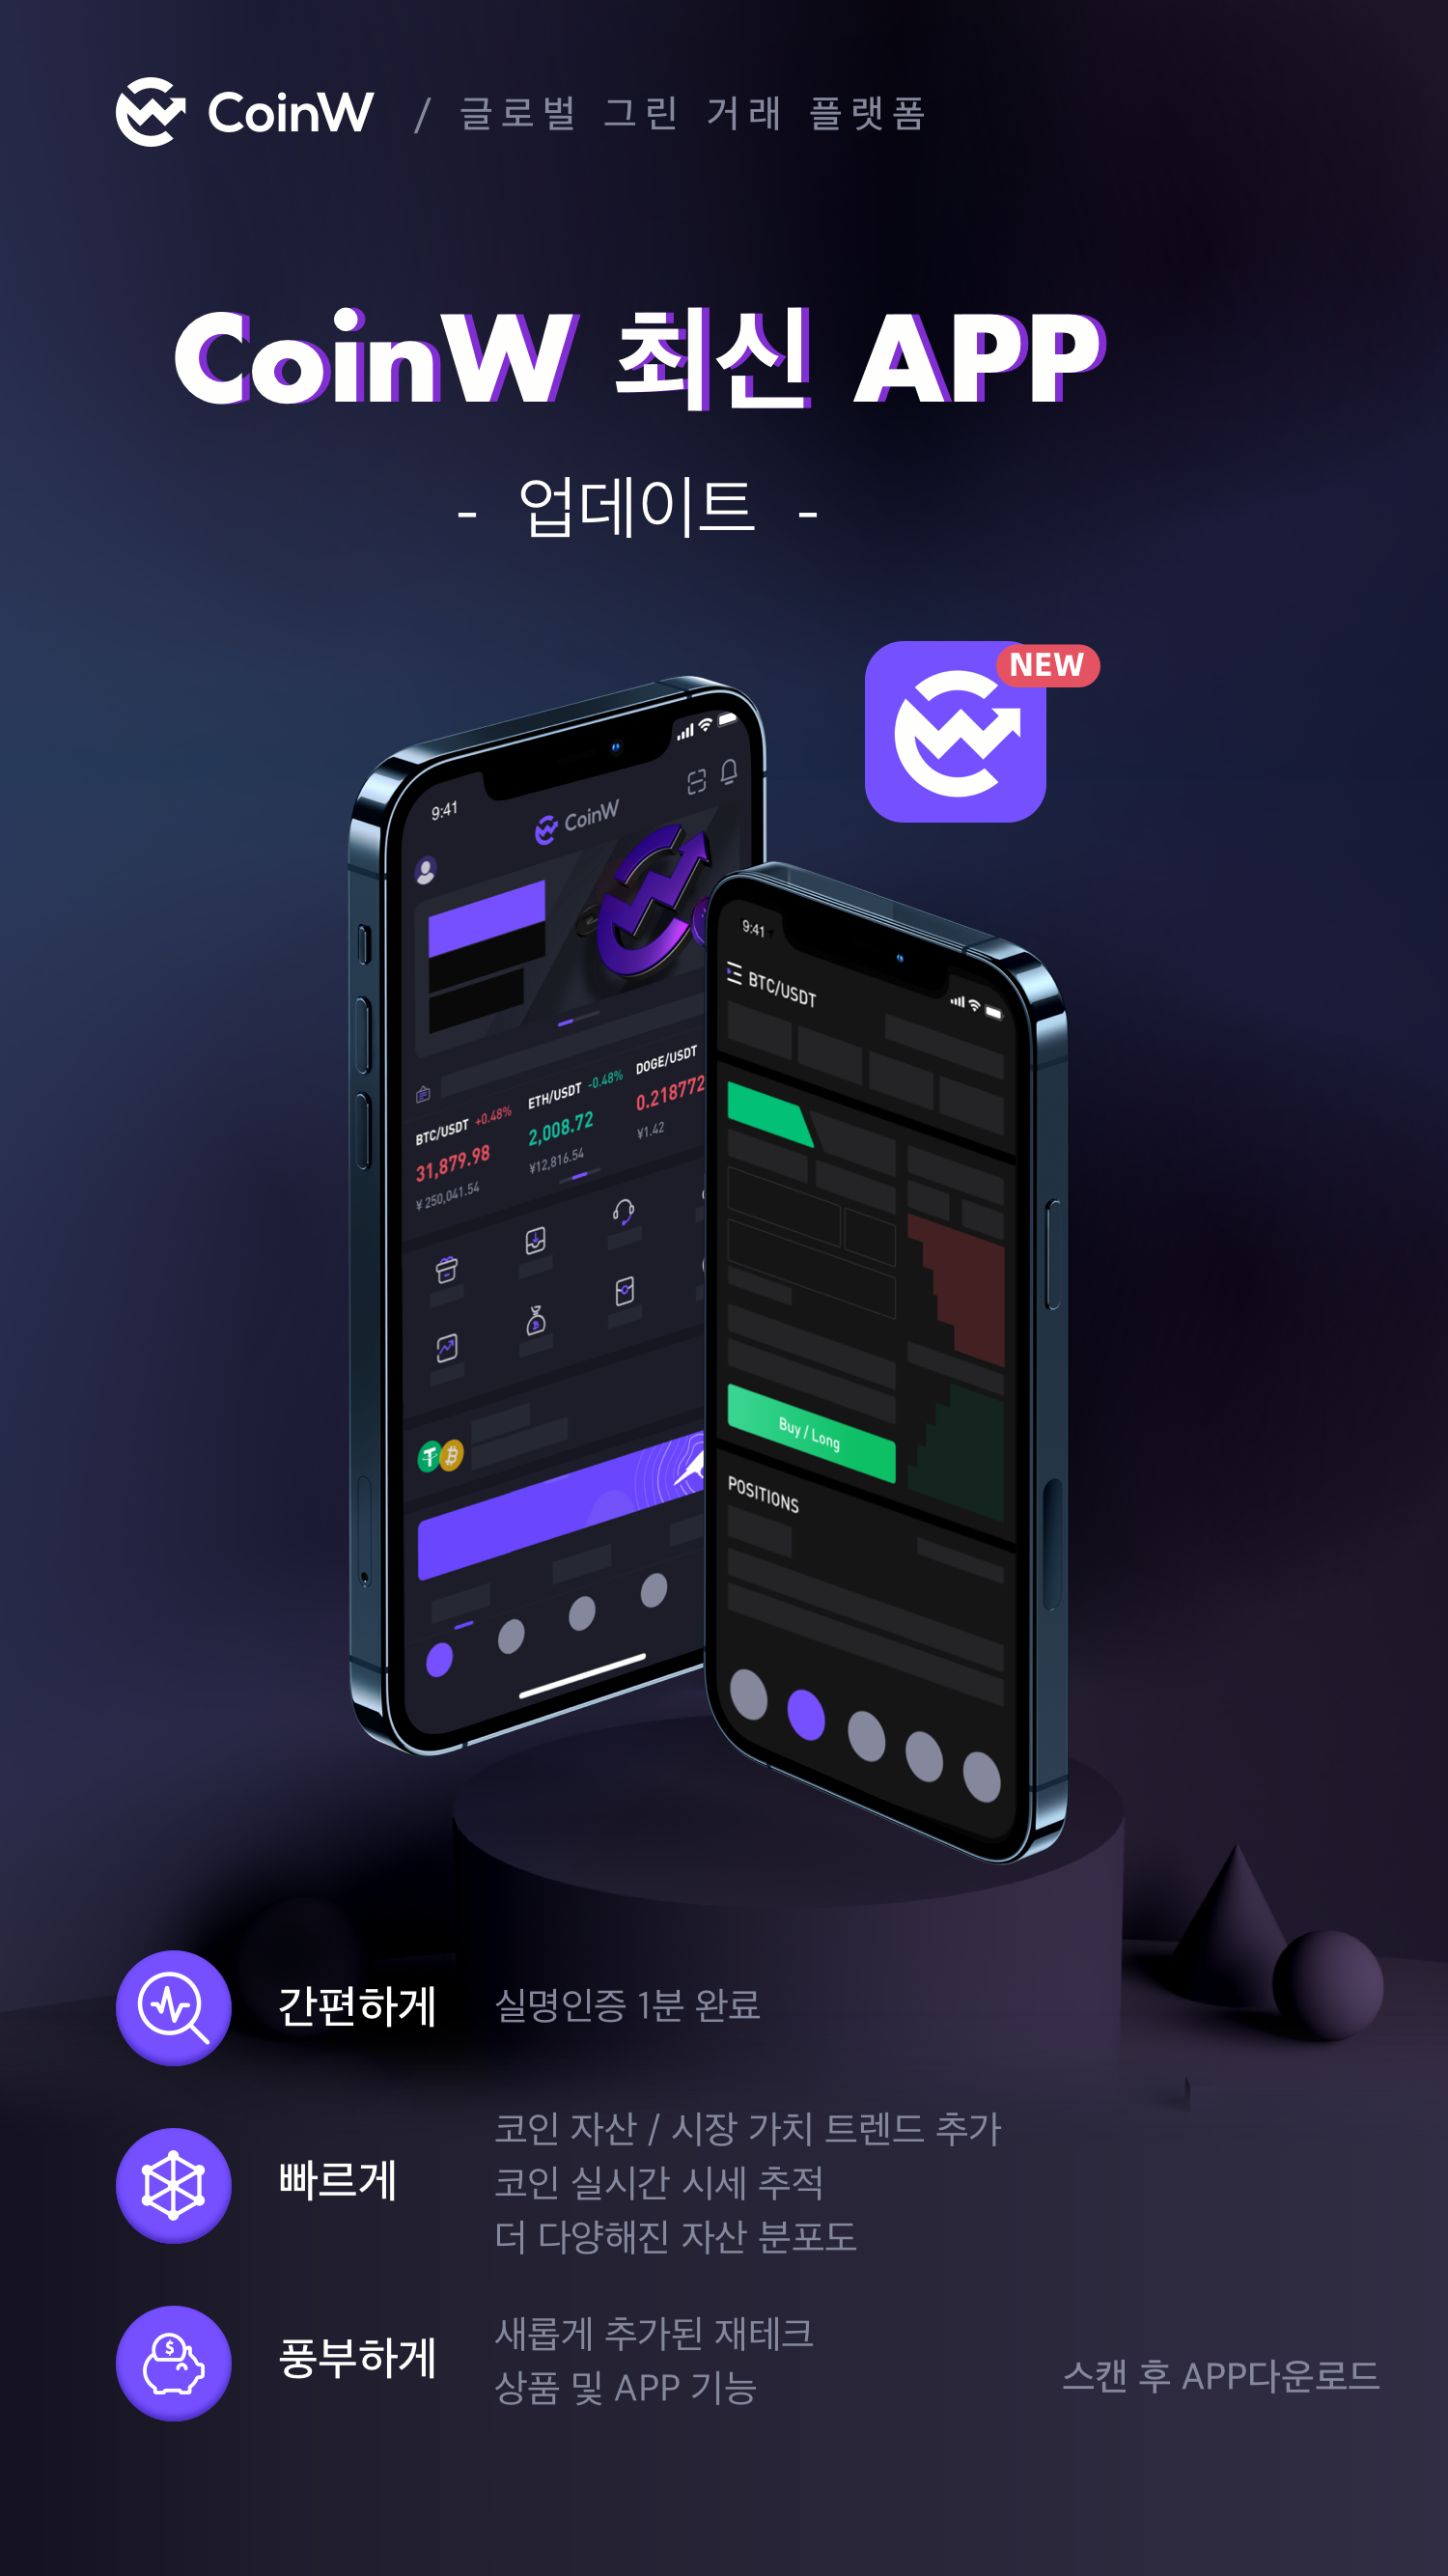 CoinW / 글로벌 그린 거래 플랫폼
CoinW 최신 APP
- 업데이트 -
NEW
9:41
CoinW
BTC/USDT +0.48%
31,879.98
¥ 250,041.54
ETH/USDT -0.48%
2,008.72
¥12,816.54
DOGE/USDT
0.218772
¥1.42
9:41
BTC/USDT
Buy / Long
POSITIONS
간편하게
실명인증 1분 완료
빠르게
코인 자산 / 시장 가치 트렌드 추가
코인 실시간 시세 추적
더 다양해진 자산 분포도
풍부하게
새롭게 추가된 재테크
상품 및 APP 기능
스캔 후 APP다운로드